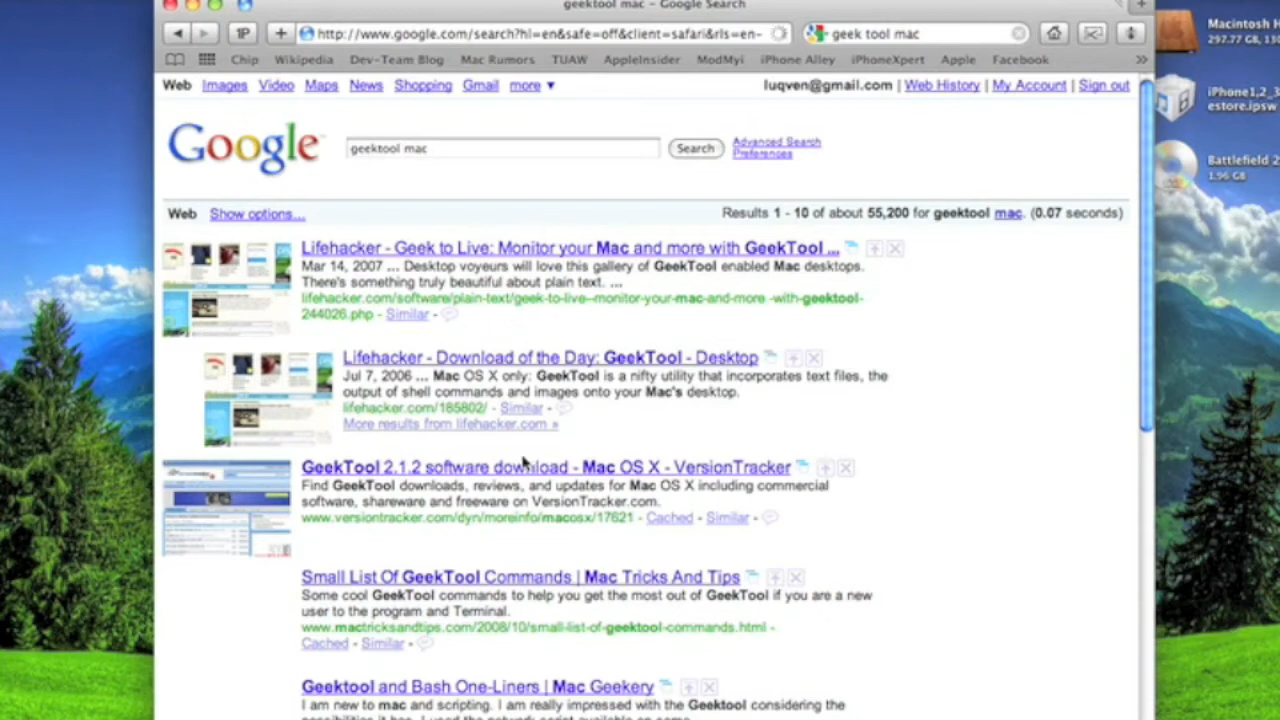 geektool mac – Google Search
1P
http://www.google.com/search?hl=en&safe=off&client=safari&rls=en-
geek tool mac
Chip Wikipedia Dev-Team Blog Mac Rumors TUAW AppleInsider ModMyi iPhone Alley iPhoneXpert Apple Facebook
Macintosh H
297.77 GB, 130
iPhone1,2_3
estore.ipsw
Battlefield 2
1.96 GB
Web Images Video Maps News Shopping Gmail more ▼
luqven@gmail.com | Web History | My Account | Sign out
Google
geektool mac
Search
Advanced Search
Preferences
Web Show options...
Results 1 - 10 of about 55,200 for geektool mac. (0.07 seconds)
Lifehacker - Geek to Live: Monitor your Mac and more with GeekTool ...
Mar 14, 2007 ... Desktop voyeurs will love this gallery of GeekTool enabled Mac desktops.
There's something truly beautiful about plain text. ...
lifehacker.com/software/plain-text/geek-to-live--monitor-your-mac-and-more -with-geektool-
244026.php - Similar -
Lifehacker - Download of the Day: GeekTool - Desktop
Jul 7, 2006 ... Mac OS X only: GeekTool is a nifty utility that incorporates text files, the
output of shell commands and images onto your Mac's desktop.
lifehacker.com/185802/ - Similar -
More results from lifehacker.com »
GeekTool 2.1.2 software download - Mac OS X - VersionTracker
Find GeekTool downloads, reviews, and updates for Mac OS X including commercial
software, shareware and freeware on VersionTracker.com.
www.versiontracker.com/dyn/moreinfo/macosx/17621 - Cached - Similar -
Small List Of GeekTool Commands | Mac Tricks And Tips
Some cool GeekTool commands to help you get the most out of GeekTool if you are a new
user to the program and Terminal.
www.mactricksandtips.com/2008/10/small-list-of-geektool-commands.html -
Cached - Similar -
Geektool and Bash One-Liners | Mac Geekery
I am new to mac and scripting. I am really impressed with the Geektool considering the
possibilities it has. I used the network script available on some